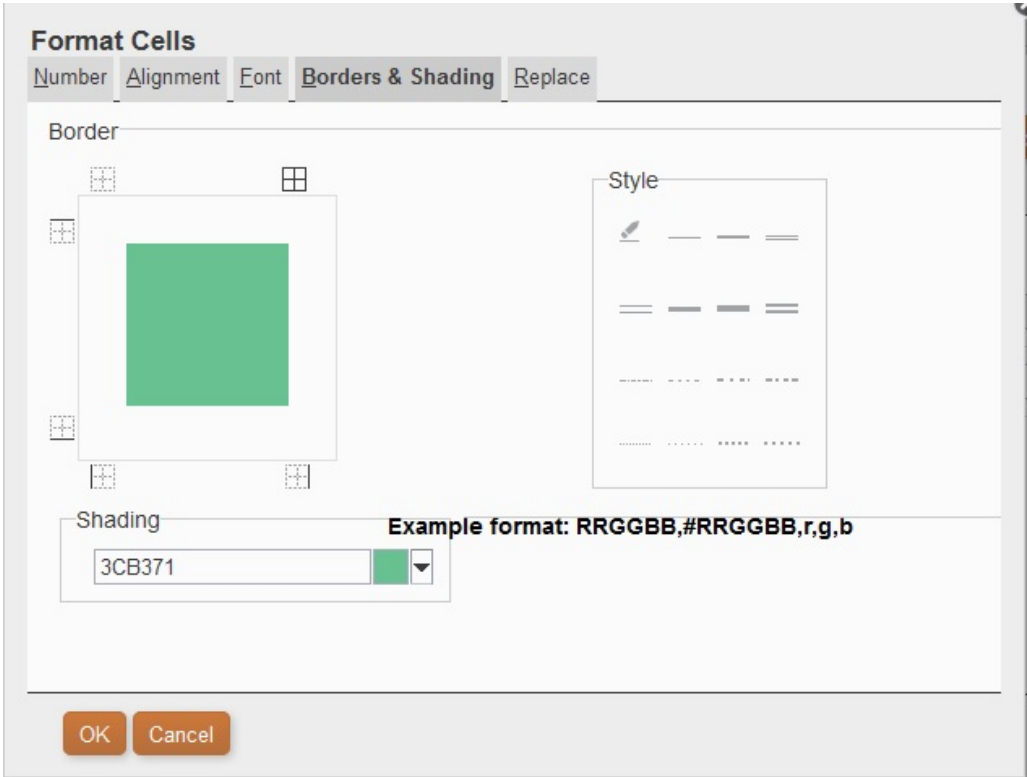 Format Cells
Number Alignment Font Borders & Shading Replace
Border
Style
Shading
Example format: RRGGBB,#RRGGBB,r,g,b
3CB371
OK Cancel